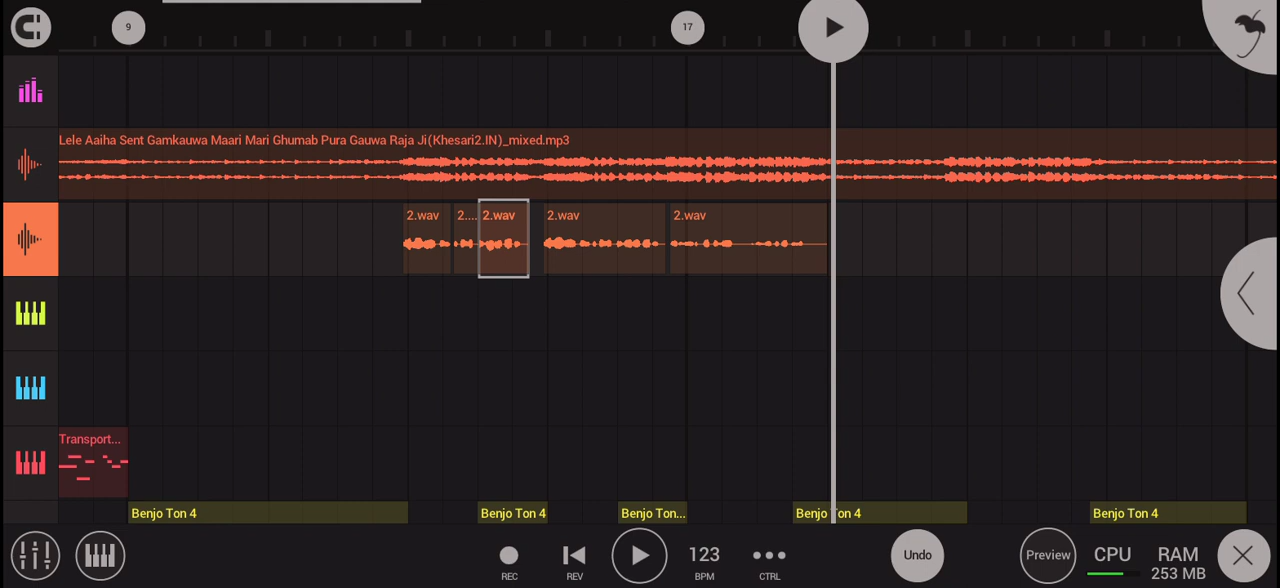 9
17
Lele Aaiha Sent Gamkauwa Maari Mari Ghumab Pura Gauwa Raja Ji(Khesari2.IN)_mixed.mp3
2.wav 2.... 2.wav 2.wav 2.wav
Transport...
Benjo Ton 4 Benjo Ton 4 Benjo Ton... Benjo Ton 4 Benjo Ton 4
123 Undo Preview CPU RAM
REC REV BPM CTRL 253 MB